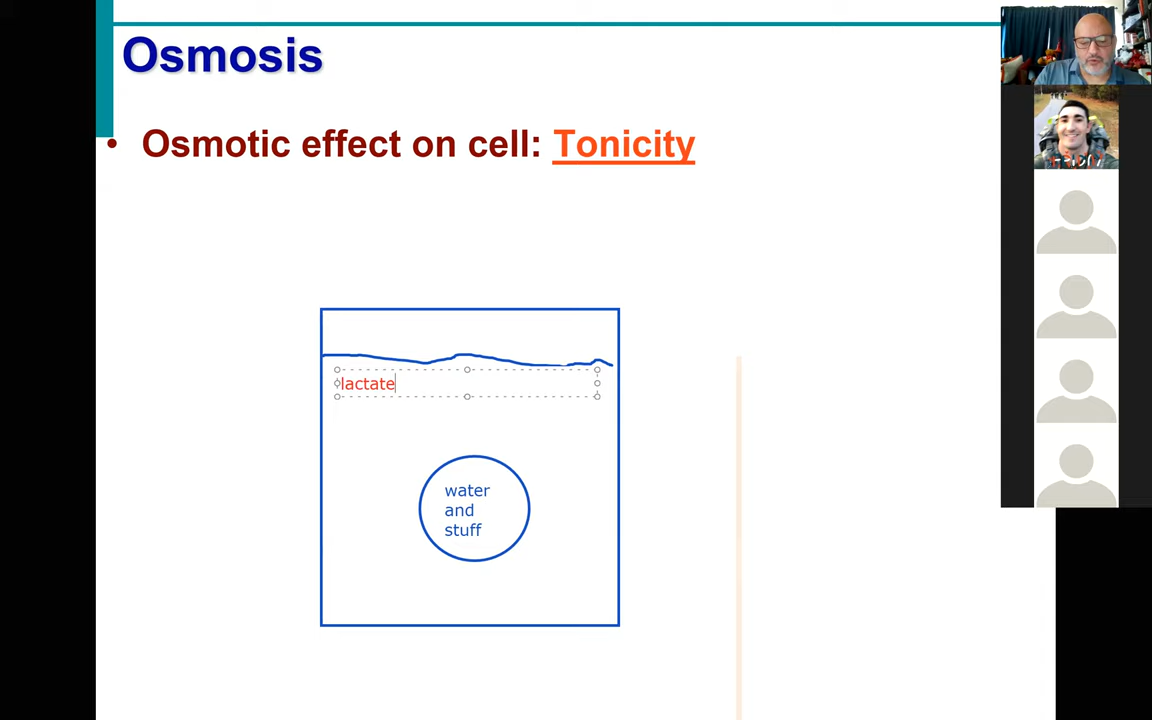 Osmosis
• Osmotic effect on cell: Tonicity
lactate
water
and
stuff